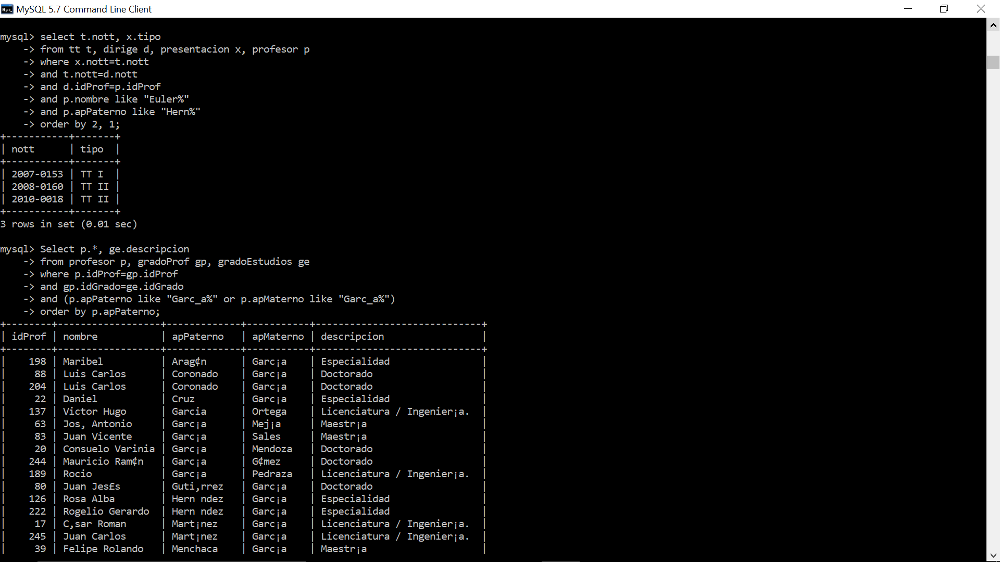 MySQL 5.7 Command Line Client
mysql> select t.nott, x.tipo
    -> from tt t, dirige d, presentacion x, profesor p
    -> where x.nott=t.nott
    -> and t.nott=d.nott
    -> and d.idProf=p.idProf
    -> and p.nombre like "Euler%"
    -> and p.apPaterno like "Hern%"
    -> order by 2, 1;
+-----------+-------+
| nott      | tipo  |
+-----------+-------+
| 2007-0153 | TT I  |
| 2008-0160 | TT II |
| 2010-0018 | TT II |
+-----------+-------+
3 rows in set (0.01 sec)
mysql> Select p.*, ge.descripcion
    -> from profesor p, gradoProf gp, gradoEstudios ge
    -> where p.idProf=gp.idProf
    -> and gp.idGrado=ge.idGrado
    -> and (p.apPaterno like "Garc_a%" or p.apMaterno like "Garc_a%")
    -> order by p.apPaterno;
+--------+------------------+-------------+-----------+-----------------------------+
| idProf | nombre           | apPaterno   | apMaterno | descripcion                 |
+--------+------------------+-------------+-----------+-----------------------------+
|    198 | Maribel          | Arag¢n      | Garc¡a    | Especialidad                |
|     88 | Luis Carlos      | Coronado    | Garc¡a    | Doctorado                   |
|    204 | Luis Carlos      | Coronado    | Garc¡a    | Doctorado                   |
|     22 | Daniel           | Cruz        | Garc¡a    | Especialidad                |
|    137 | Victor Hugo      | Garcia      | Ortega    | Licenciatura / Ingenier¡a.  |
|     63 | Jos‚ Antonio     | Garc¡a      | Mej¡a     | Maestr¡a                    |
|     83 | Juan Vicente     | Garc¡a      | Sales     | Maestr¡a                    |
|     20 | Consuelo Varinia | Garc¡a      | Mendoza   | Doctorado                   |
|    244 | Mauricio Ram¢n   | Garc¡a      | G¢mez     | Doctorado                   |
|    189 | Rocio            | Garc¡a      | Pedraza   | Licenciatura / Ingenier¡a.  |
|     80 | Juan Jes£s       | Guti‚rrez   | Garc¡a    | Doctorado                   |
|    126 | Rosa Alba        | Hern ndez   | Garc¡a    | Especialidad                |
|    222 | Rogelio Gerardo  | Hern ndez   | Garc¡a    | Especialidad                |
|     17 | C‚sar Roman      | Mart¡nez    | Garc¡a    | Licenciatura / Ingenier¡a.  |
|    245 | Juan Carlos      | Mart¡nez    | Garc¡a    | Licenciatura / Ingenier¡a.  |
|     39 | Felipe Rolando   | Menchaca    | Garc¡a    | Maestr¡a                    |